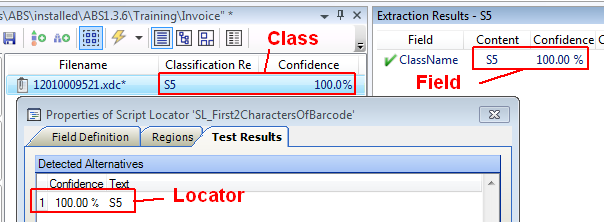 s\ABS\installed\ABS1.3.6\Training\Invoice" *
Extraction Results - S5
Class
Field Content Confidence C
Filename Classification Re Confidence
ClassName S5 100.00 %
12010009521.xdc* S5 100.0%
Field
Properties of Script Locator 'SL_First2CharactersOfBarcode'
Field Definition Regions Test Results
Detected Alternatives
Confidence Text
1 100.00 % S5
Locator